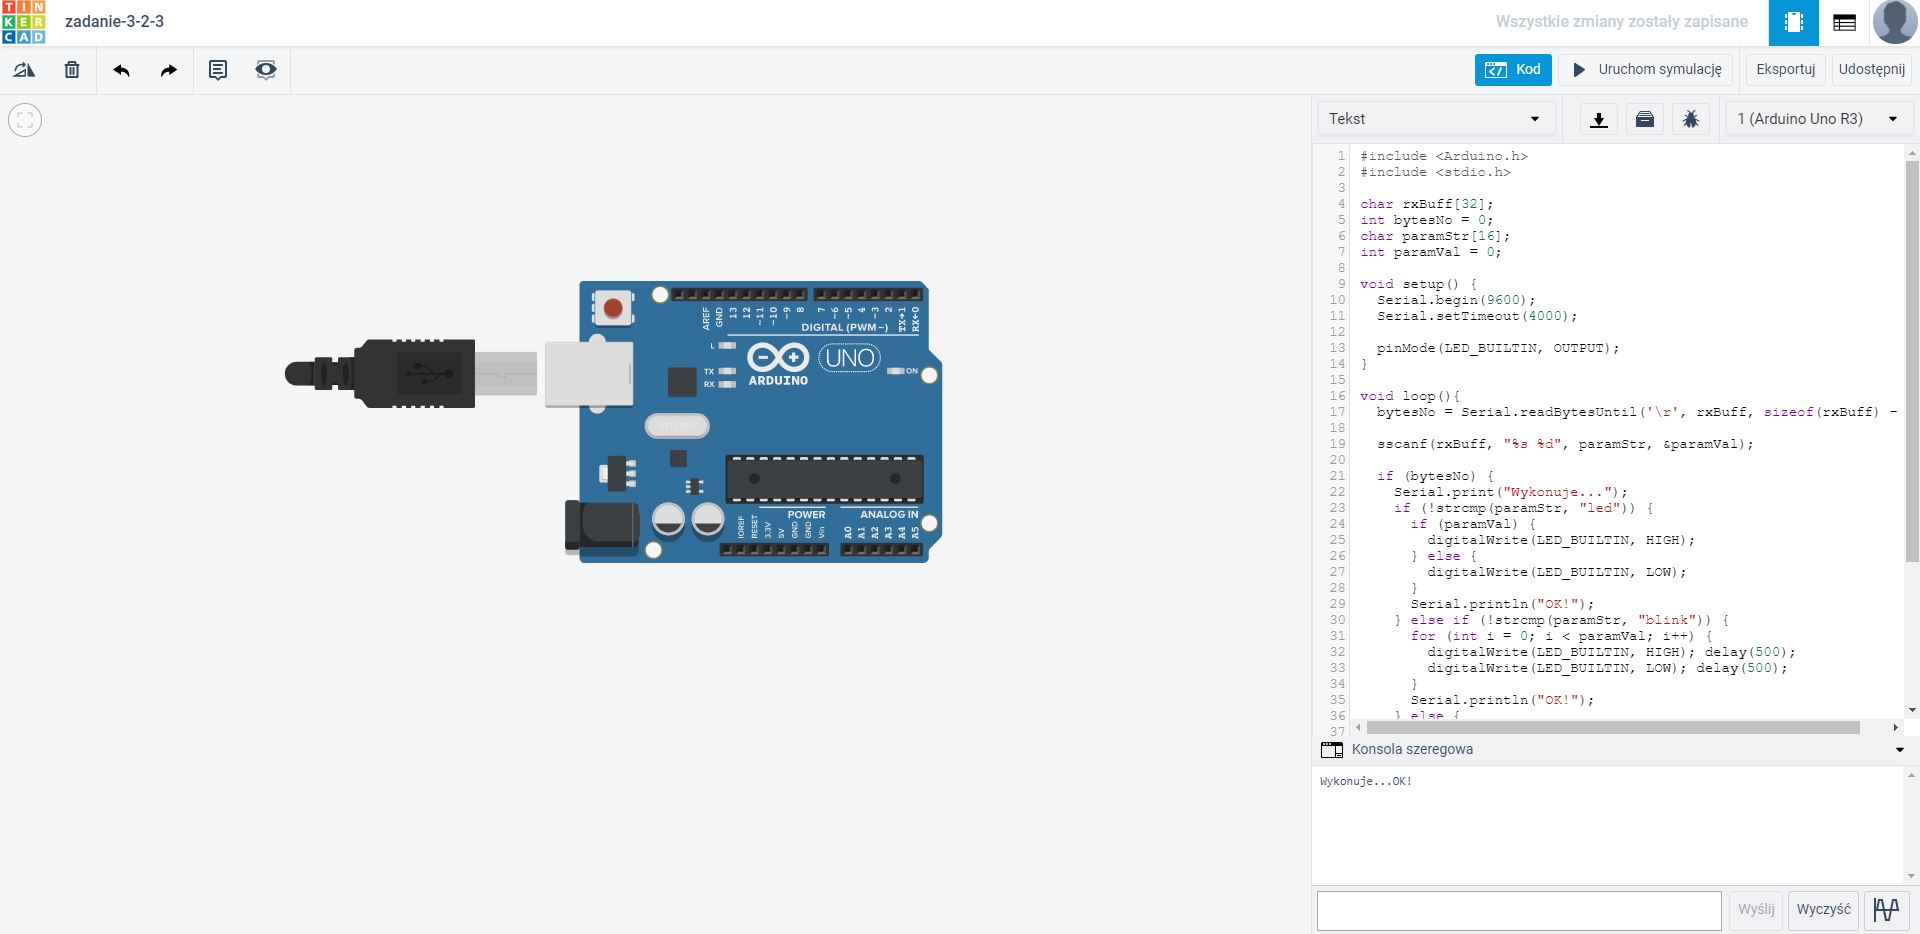 TIN
KER
CAD
zadanie-3-2-3
Wszystkie zmiany zostały zapisane
Kod
Uruchom symulację
Eksportuj
Udostępnij
Tekst
1 (Arduino Uno R3)
AREF
GND
13
12
~11
~10
~9
8
7
~6
~5
4
~3
2
TX→1
RX←0
DIGITAL (PWM~)
L
TX
RX
ARDUINO
UNO
ON
POWER
ANALOG IN
IOREF
RESET
3.3V
5V
GND
GND
Vin
A0
A1
A2
A3
A4
A5
1 #include <Arduino.h>
2 #include <stdio.h>
3
4 char rxBuff[32];
5 int bytesNo = 0;
6 char paramStr[16];
7 int paramVal = 0;
8
9 void setup() {
10   Serial.begin(9600);
11   Serial.setTimeout(4000);
12
13   pinMode(LED_BUILTIN, OUTPUT);
14 }
15
16 void loop(){
17   bytesNo = Serial.readBytesUntil('\r', rxBuff, sizeof(rxBuff) -
18
19   sscanf(rxBuff, "%s %d", paramStr, &paramVal);
20
21   if (bytesNo) {
22     Serial.print("Wykonuje...");
23     if (!strcmp(paramStr, "led")) {
24       if (paramVal) {
25         digitalWrite(LED_BUILTIN, HIGH);
26       } else {
27         digitalWrite(LED_BUILTIN, LOW);
28       }
29       Serial.println("OK!");
30     } else if (!strcmp(paramStr, "blink")) {
31       for (int i = 0; i < paramVal; i++) {
32         digitalWrite(LED_BUILTIN, HIGH); delay(500);
33         digitalWrite(LED_BUILTIN, LOW); delay(500);
34       }
35       Serial.println("OK!");
36     } else {
37
Konsola szeregowa
Wykonuje...OK!
Wyślij
Wyczyść